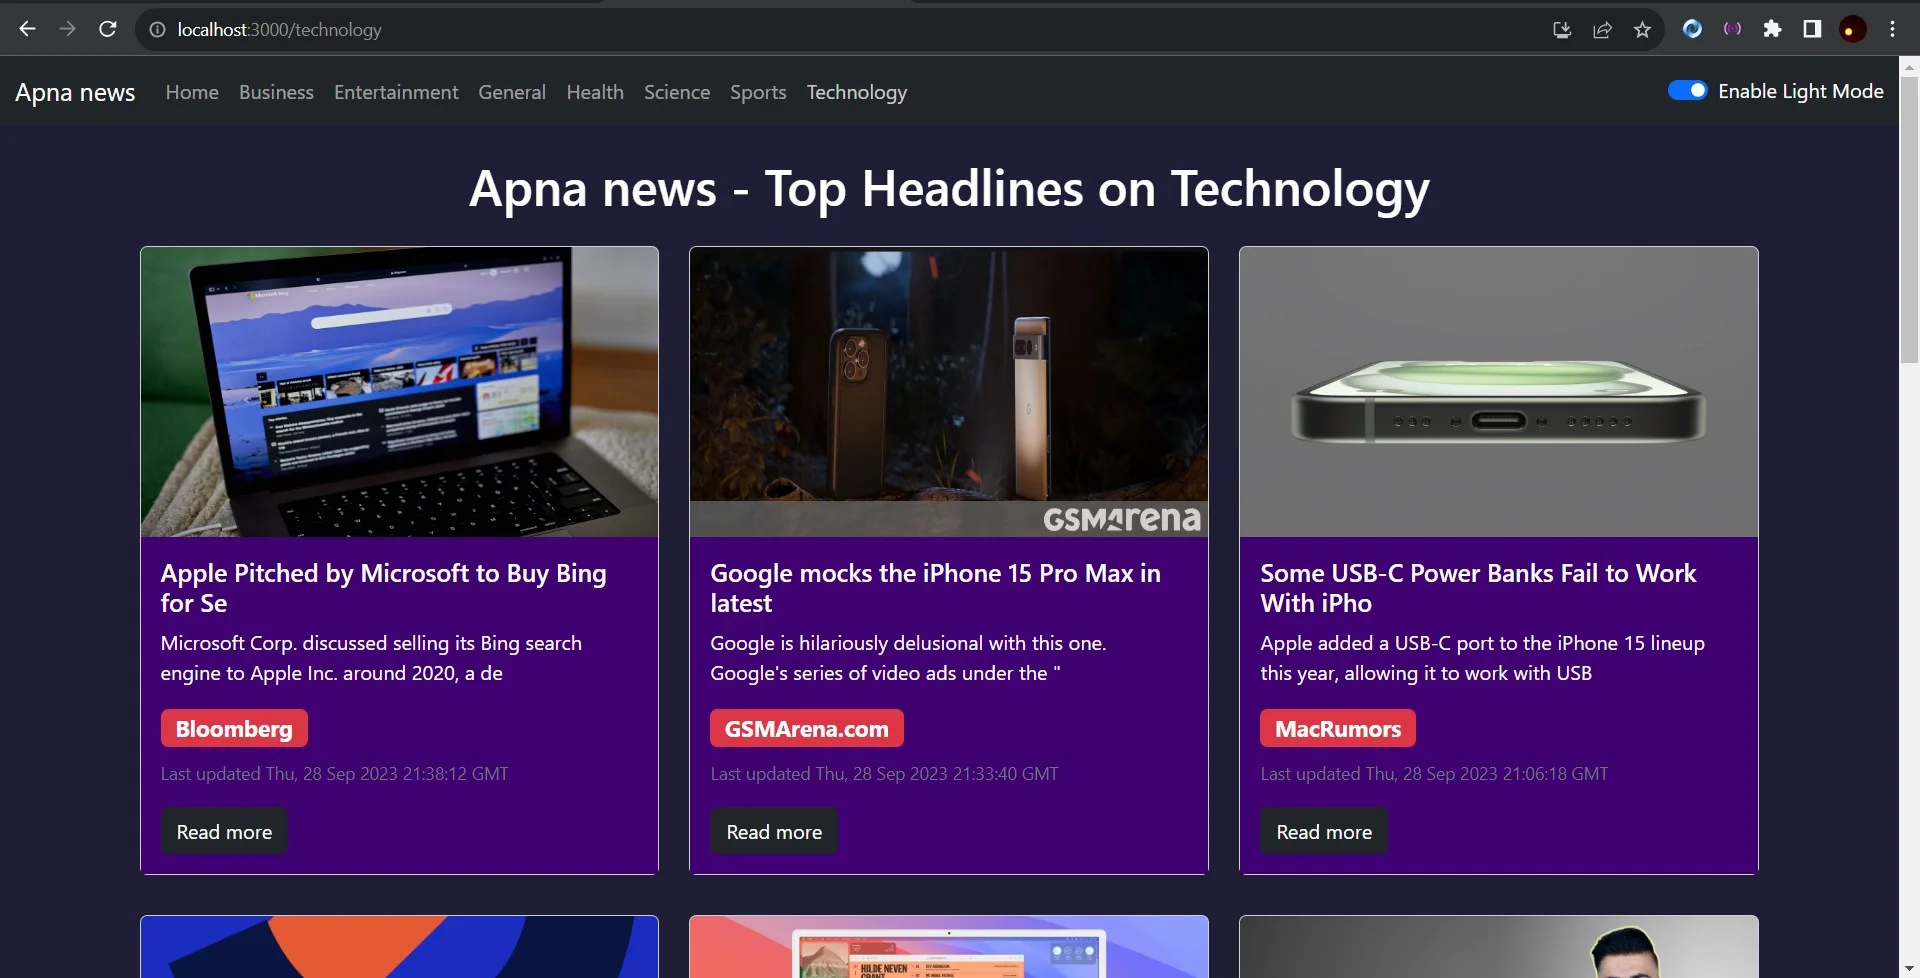 localhost:3000/technology
Apna news Home Business Entertainment General Health Science Sports Technology Enable Light Mode
Apna news - Top Headlines on Technology
Microsoft Bing
GSMArena
Apple Pitched by Microsoft to Buy Bing
for Se
Microsoft Corp. discussed selling its Bing search
engine to Apple Inc. around 2020, a de
Bloomberg
Last updated Thu, 28 Sep 2023 21:38:12 GMT
Read more
Google mocks the iPhone 15 Pro Max in
latest
Google is hilariously delusional with this one.
Google's series of video ads under the "
GSMArena.com
Last updated Thu, 28 Sep 2023 21:33:40 GMT
Read more
Some USB-C Power Banks Fail to Work
With iPho
Apple added a USB-C port to the iPhone 15 lineup
this year, allowing it to work with USB
MacRumors
Last updated Thu, 28 Sep 2023 21:06:18 GMT
Read more
HILDE NEVEN